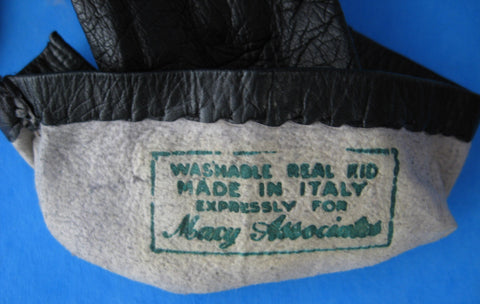 WASHABLE REAL KID
MADE IN ITALY
EXPRESSLY FOR
Macy Associates